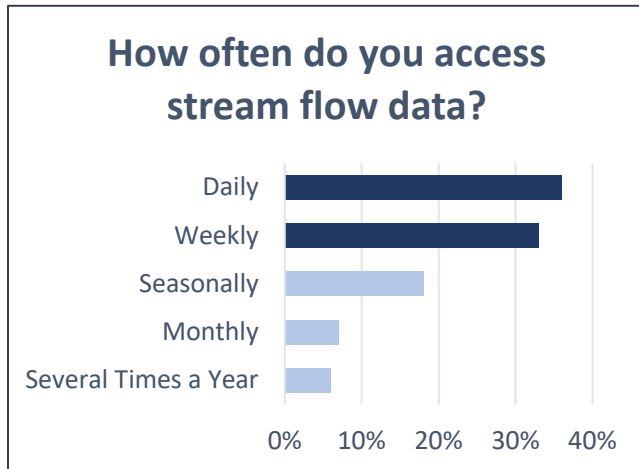 How often do you access
stream flow data?
Daily
Weekly
Seasonally
Monthly
Several Times a Year
0% 10% 20% 30% 40%